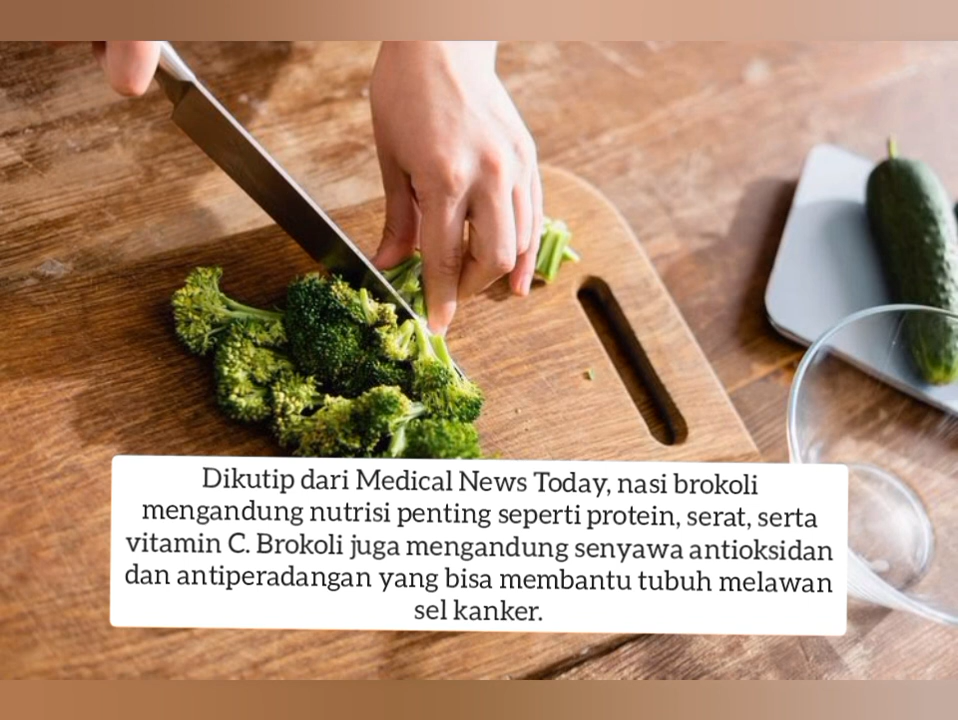 Dikutip dari Medical News Today, nasi brokoli
mengandung nutrisi penting seperti protein, serat, serta
vitamin C. Brokoli juga mengandung senyawa antioksidan
dan antiperadangan yang bisa membantu tubuh melawan
sel kanker.